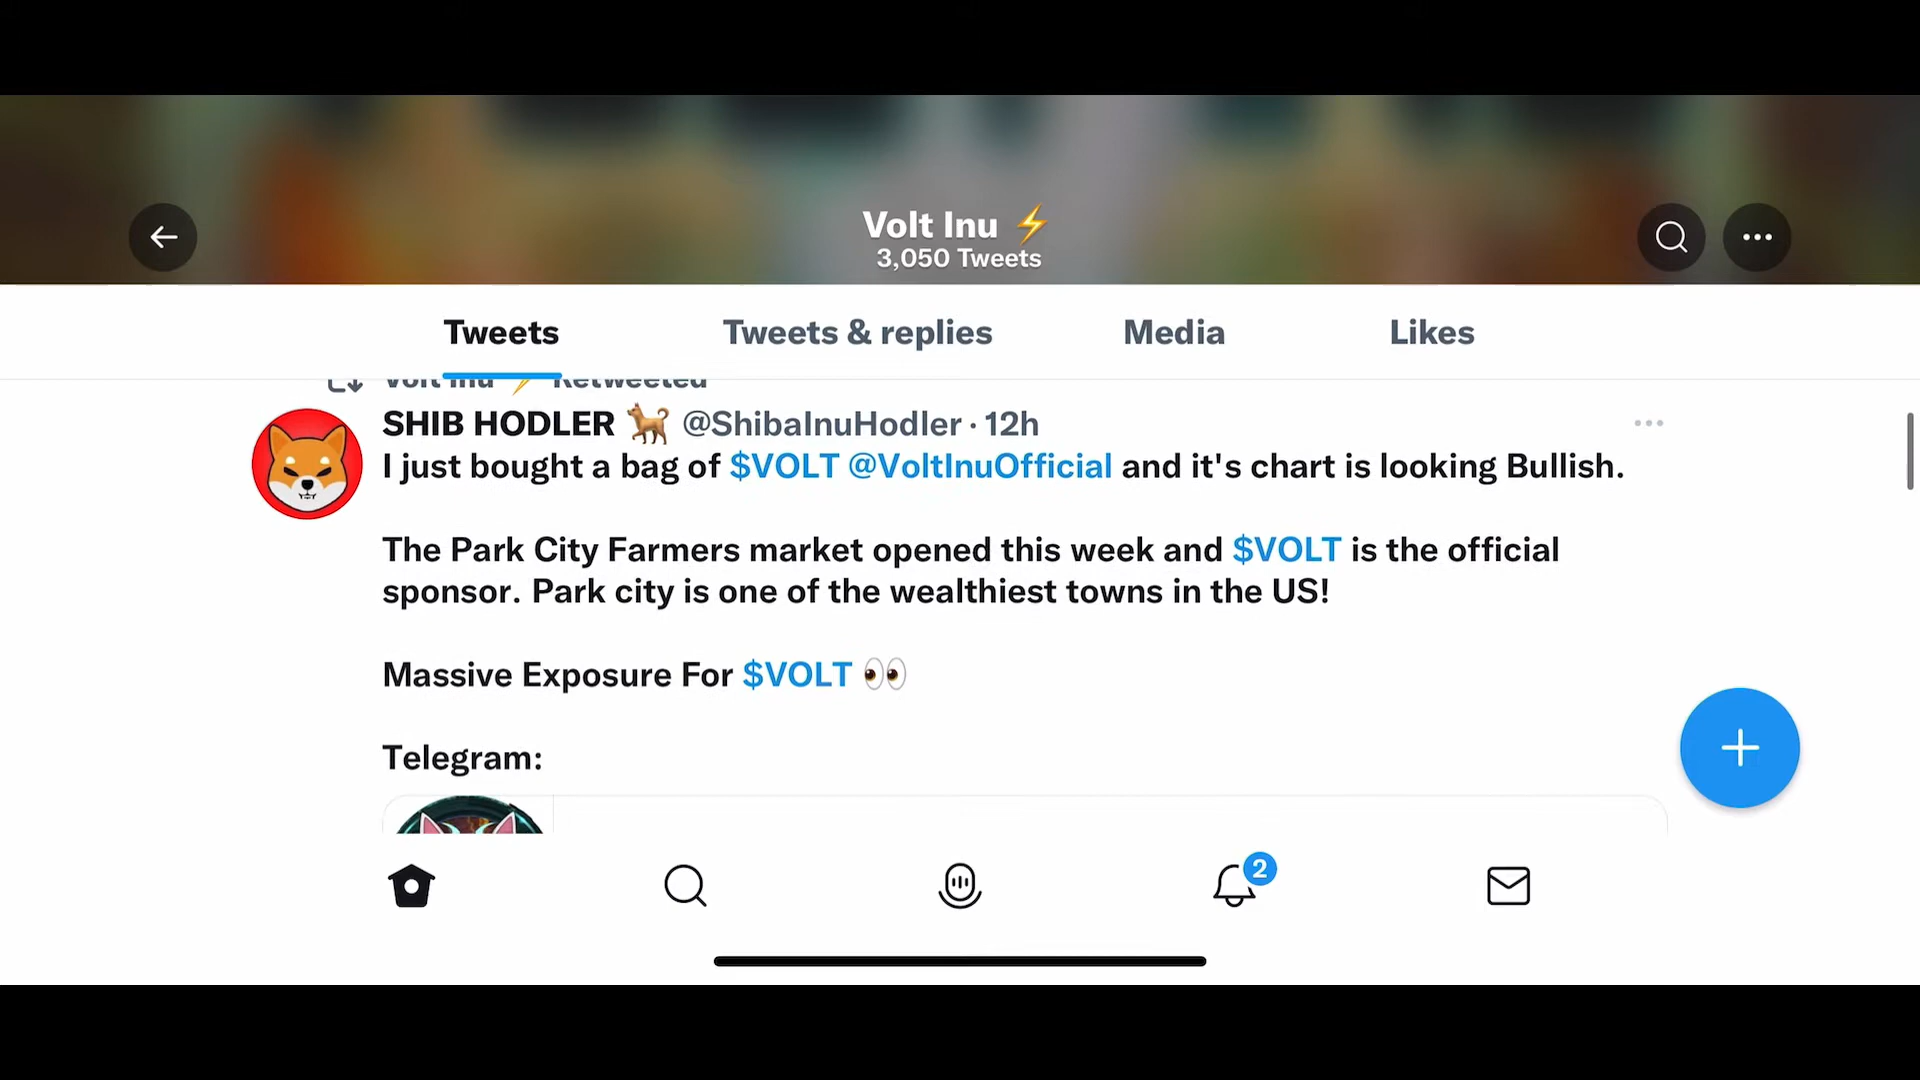 Volt Inu ⚡
3,050 Tweets
Tweets
Tweets & replies
Media
Likes
Volt Inu ⚡ Retweeted
SHIB HODLER 🐕 @ShibaInuHodler · 12h
I just bought a bag of $VOLT @VoltInuOfficial and it's chart is looking Bullish.
The Park City Farmers market opened this week and $VOLT is the official
sponsor. Park city is one of the wealthiest towns in the US!
Massive Exposure For $VOLT 👀
Telegram:
2